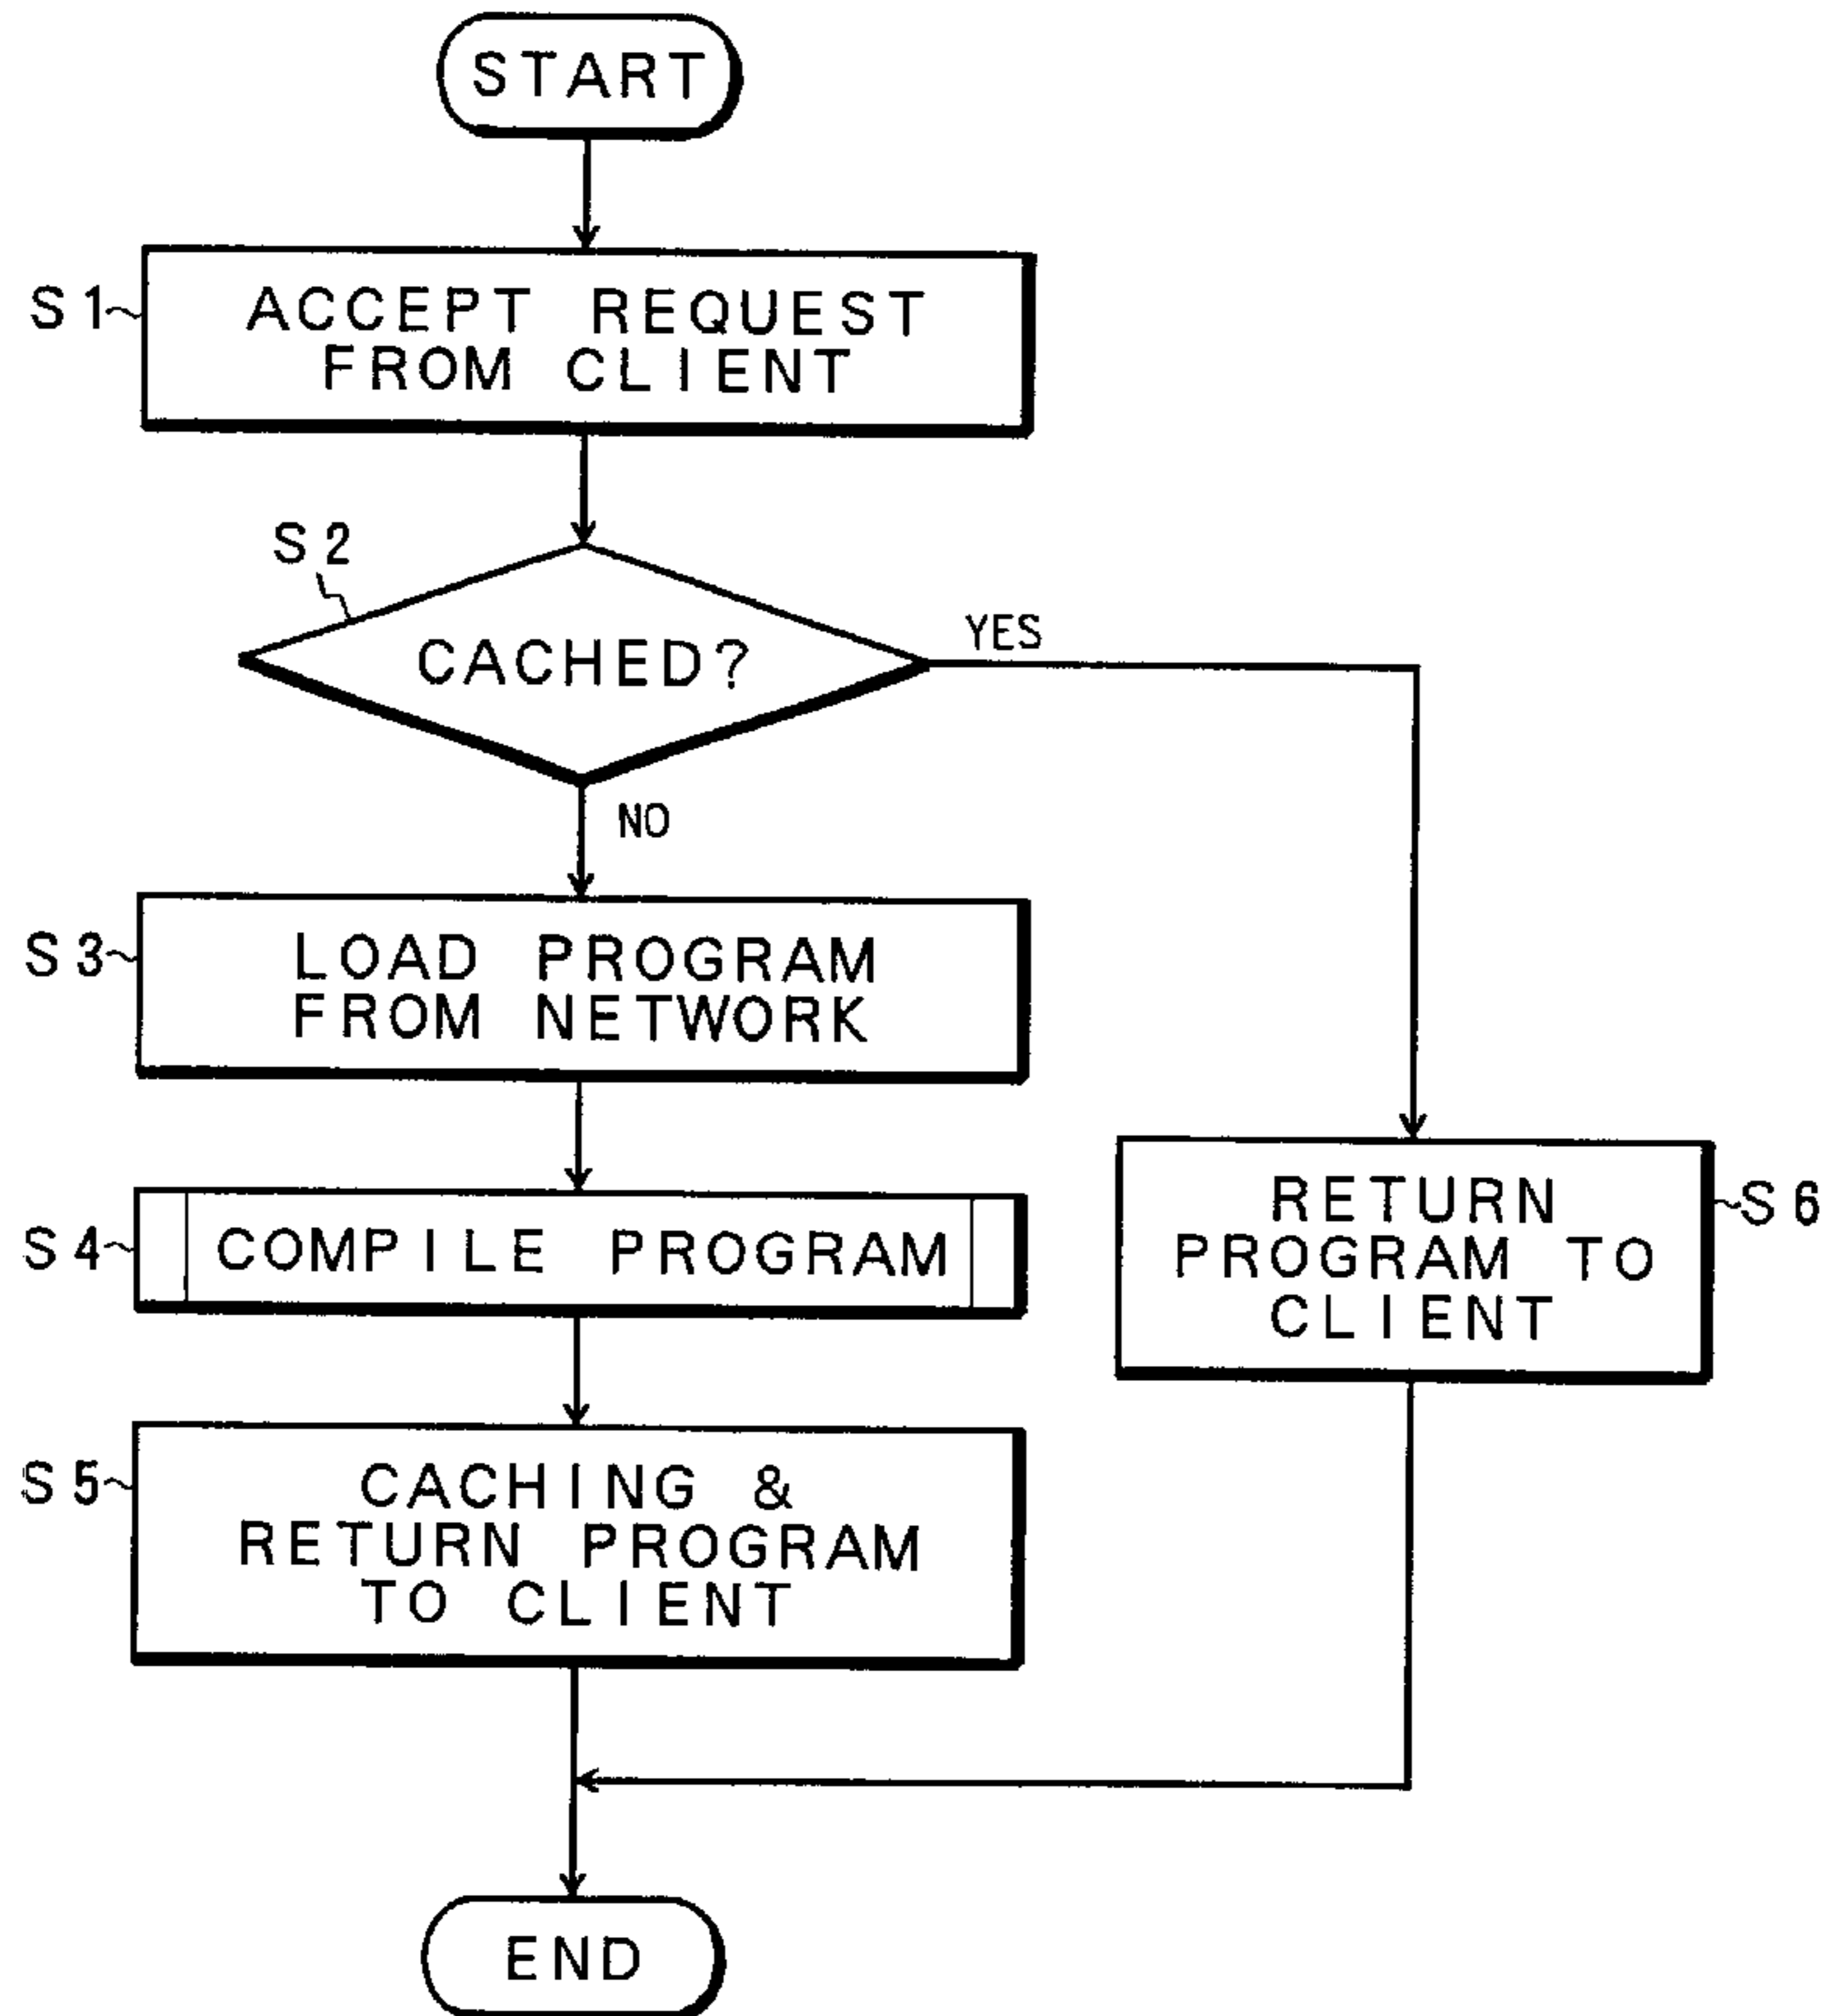 START
S1
ACCEPT REQUEST
FROM CLIENT
S2
CACHED?
YES
NO
S3
LOAD PROGRAM
FROM NETWORK
S4
COMPILE PROGRAM
RETURN
PROGRAM TO
CLIENT
S6
S5
CACHING &
RETURN PROGRAM
TO CLIENT
END